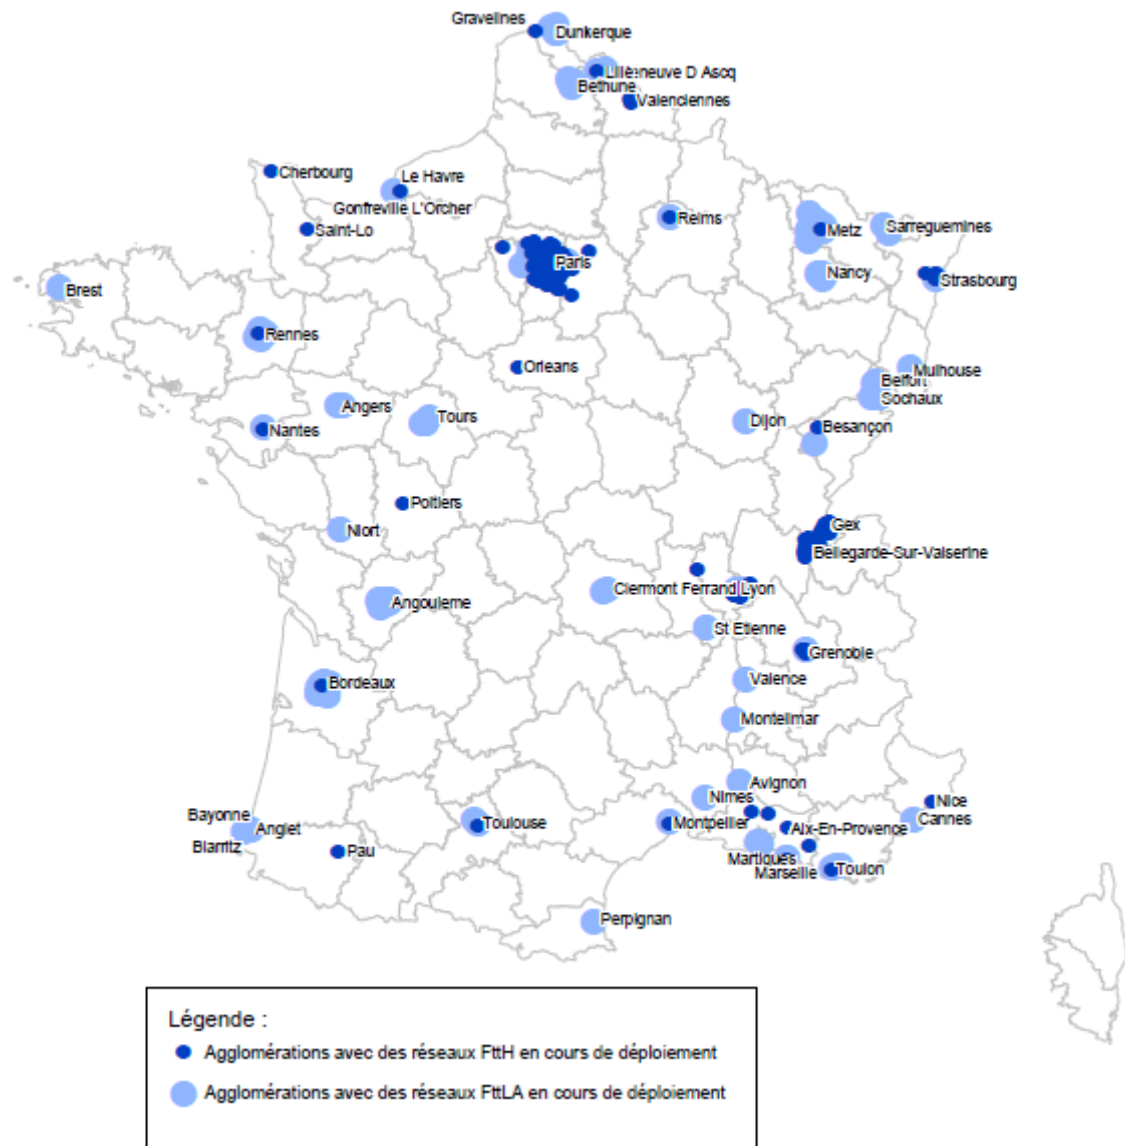 Gravelines
Dunkerque
Lille
neuve D Ascq
Bethune
Valenciennes
Cherbourg
Le Havre
Gonfreville L'Orcher
Saint-Lo
Reims
Metz
Sarreguemines
Paris
Nancy
Strasbourg
Brest
Rennes
Orleans
Mulhouse
Belfort
Sochaux
Angers
Tours
Dijon
Besançon
Nantes
Poitiers
Niort
Gex
Bellegarde-Sur-Valserine
Clermont Ferrand
Lyon
Angouleme
St Etienne
Grenoble
Bordeaux
Valence
Montelimar
Avignon
Nimes
Nice
Cannes
Bayonne
Anglet
Biarritz
Toulouse
Montpellier
Aix-En-Provence
Pau
Martigues
Marseille
Toulon
Perpignan
Légende :
Agglomérations avec des réseaux FttH en cours de déploiement
Agglomérations avec des réseaux FttLA en cours de déploiement